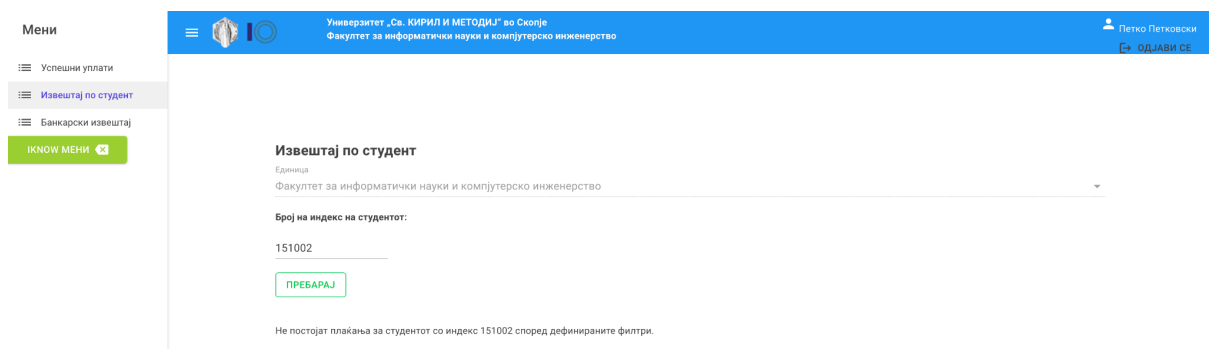 Мени
Успешни уплати
Извештај по студент
Банкарски извештај
IKNOW МЕНИ
Универзитет „Св. КИРИЛ И МЕТОДИЈ“ во Скопје
Факултет за информатички науки и компјутерско инженерство
Петко Петковски
ОДЈАВИ СЕ
Извештај по студент
Единица
Факултет за информатички науки и компјутерско инженерство
Број на индекс на студентот:
151002
ПРЕБАРАЈ
Не постојат плаќања за студентот со индекс 151002 според дефинираните филтри.